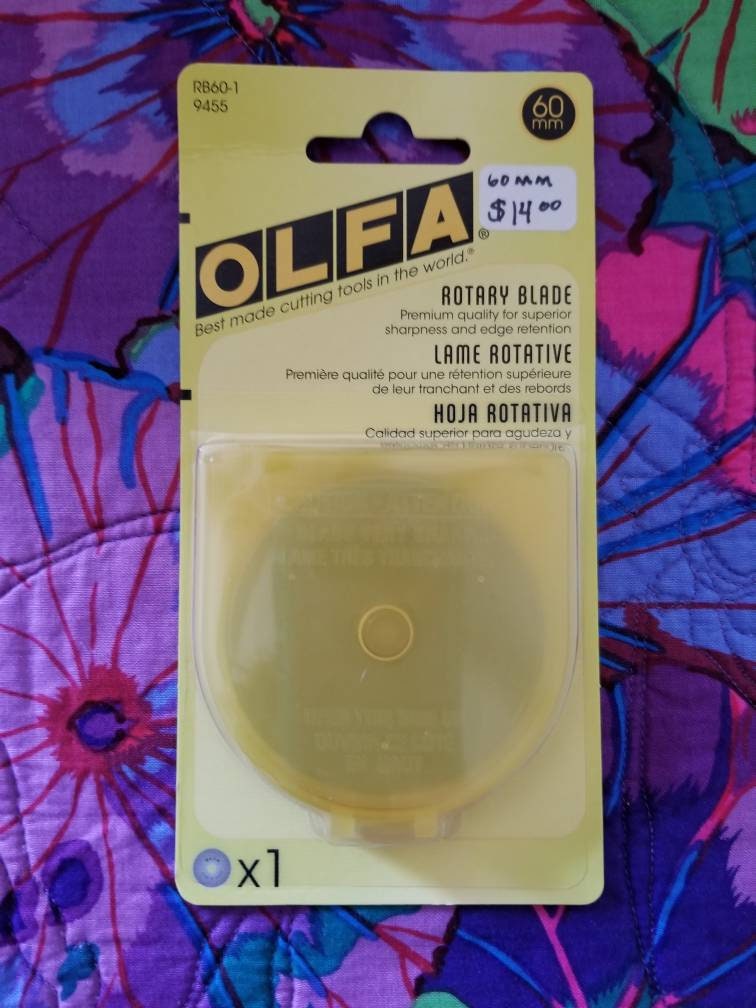 RB60-1
9455
60
mm
60 MM
$14.00
OLFA®
Best made cutting tools in the world.®
ROTARY BLADE
Premium quality for superior
sharpness and edge retention
LAME ROTATIVE
Première qualité pour une rétention supérieure
de leur tranchant et des rebords
HOJA ROTATIVA
Calidad superior para agudeza y
x1